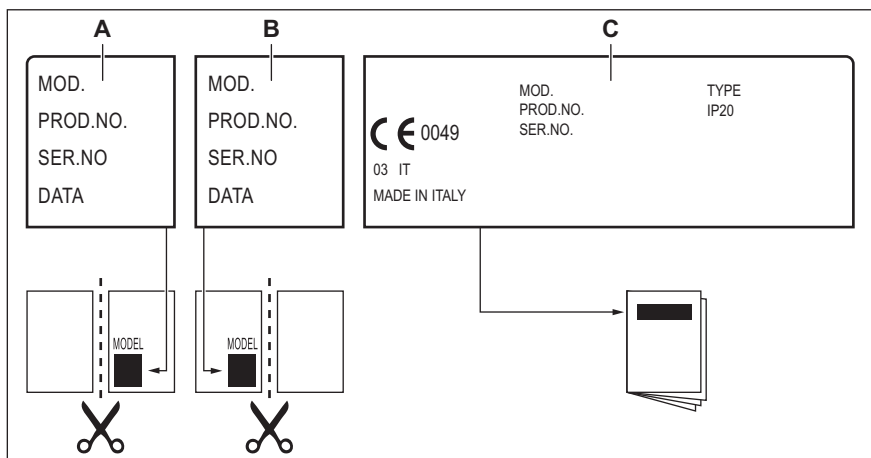 A
B
C
MOD.
PROD.NO.
SER.NO
DATA
MOD.
PROD.NO.
SER.NO
DATA
MOD.
PROD.NO.
SER.NO.
TYPE
IP20
CE 0049
03 IT
MADE IN ITALY
MODEL
MODEL